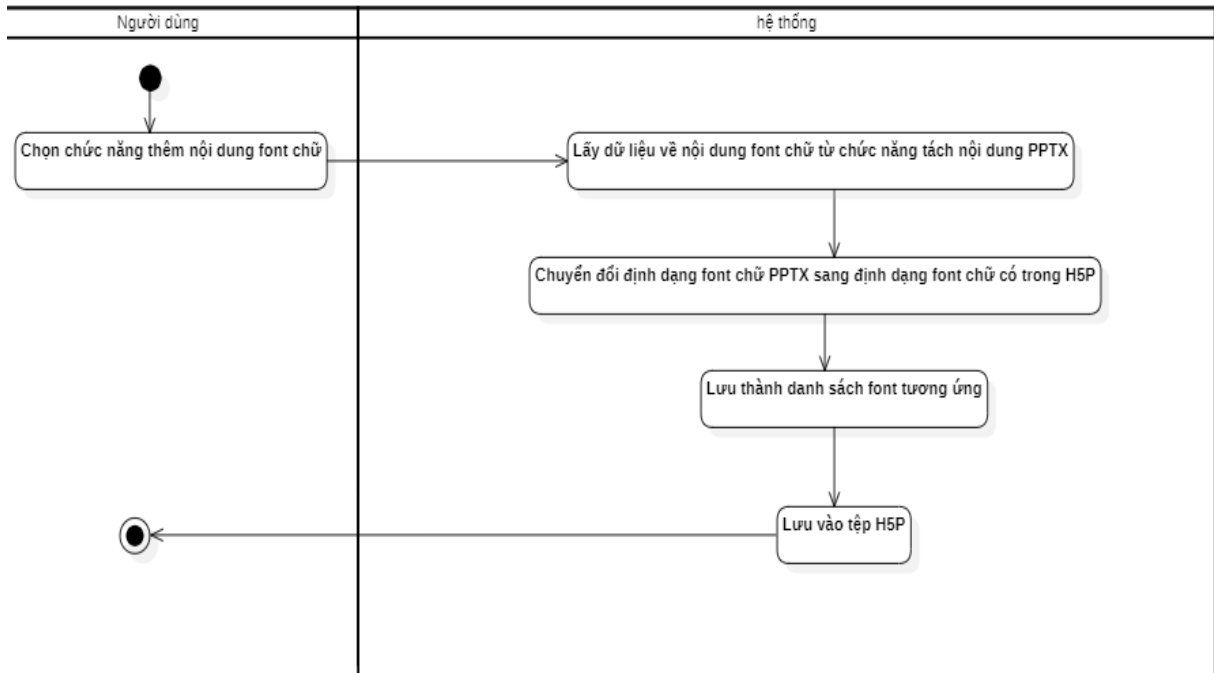 Người dùng
hệ thống
Chọn chức năng thêm nội dung font chữ
Lấy dữ liệu về nội dung font chữ từ chức năng tách nội dung PPTX
Chuyển đổi định dạng font chữ PPTX sang định dạng font chữ có trong H5P
Lưu thành danh sách font tương ứng
Lưu vào tệp H5P